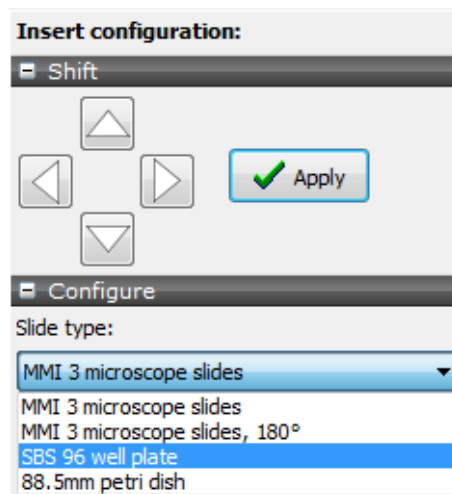 Insert configuration:
Shift
Apply
Configure
Slide type:
MMI 3 microscope slides
MMI 3 microscope slides
MMI 3 microscope slides, 180°
SBS 96 well plate
88.5mm petri dish